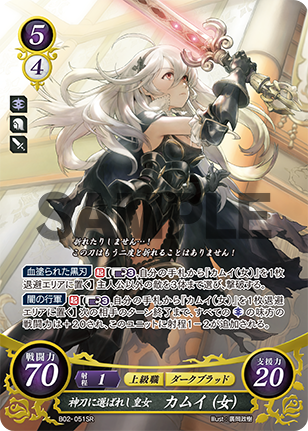 5
4
SAMPLE
折れたりしません…!
この刃はもう二度と折れることはありません!
血塗られた黒刃 起 【 3,自分の手札から『カムイ(女)』を1枚
退避エリアに置く】主人公以外の敵を3体まで選び、撃破する。
闇の行軍 起 【 3,自分の手札から『カムイ(女)』を1枚退避エ
リアに置く】次の相手のターン終了まで、すべての の味方の
戦闘力は+20され、このユニットに射程1-2が追加される。
戦闘力
70
射程 1 上級職 ダークブラッド
支援力
20
神刀に選ばれし皇女 カムイ(女)
B02-051SR
Illust: